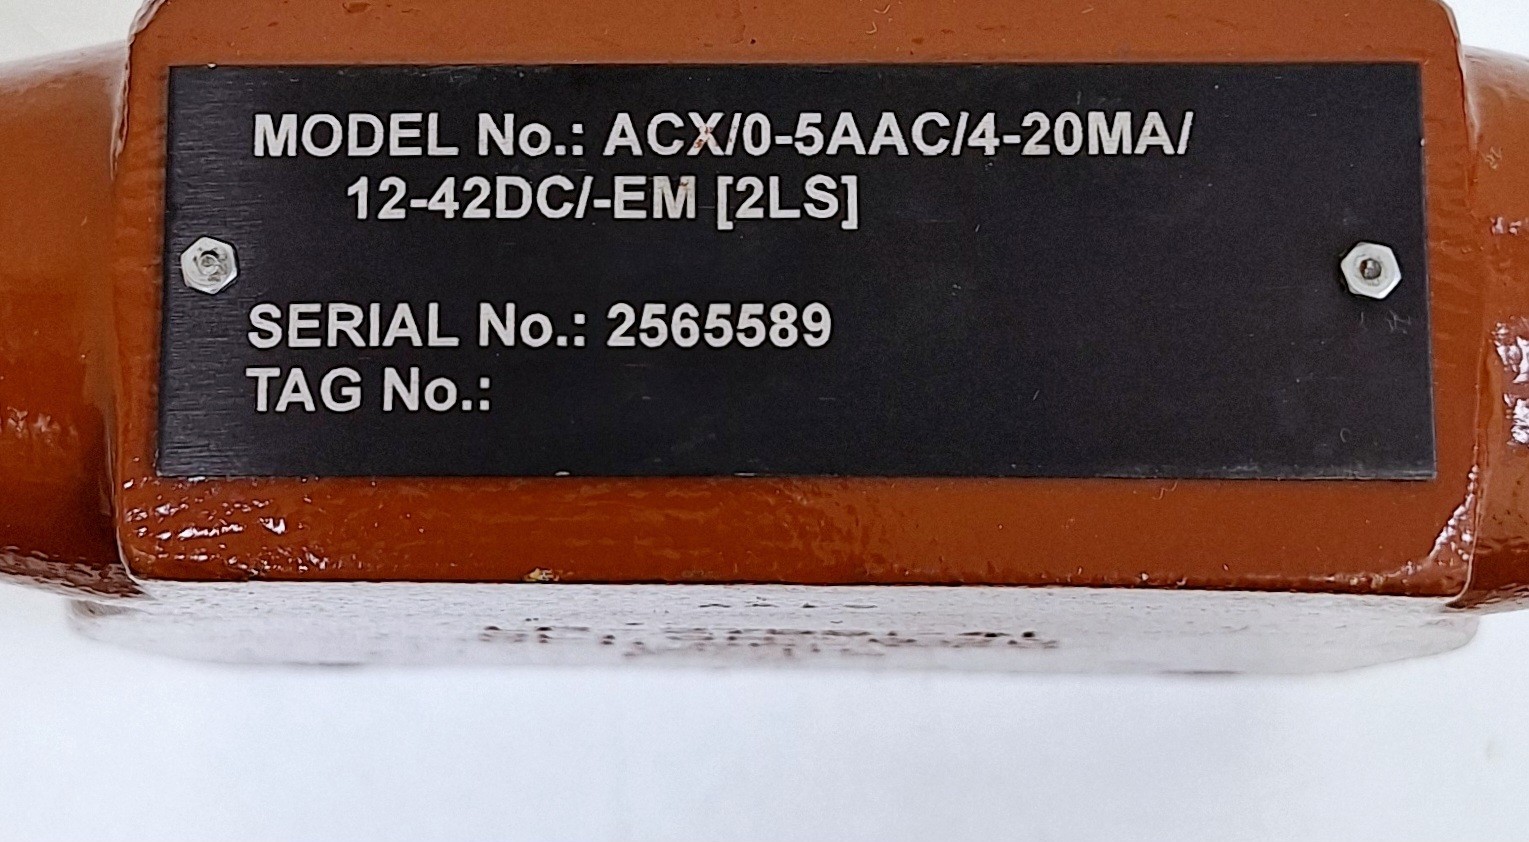 MODEL No.: ACX/0-5AAC/4-20MA/
12-42DC/-EM [2LS]
SERIAL No.: 2565589
TAG No.: